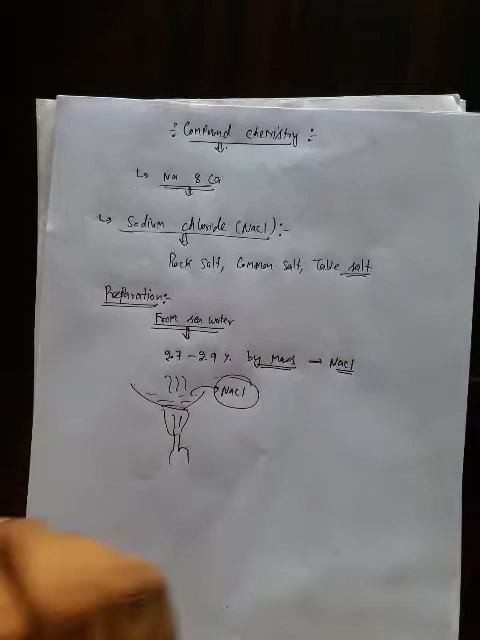 ÷ Compound chemistry ÷
↳ Na & Ca
↳ Sodium chloride (NaCl):-
Rock salt, Common salt, Table salt
Preparation:-
From sea water
2.7 - 2.9 %. by mass → NaCl
NaCl